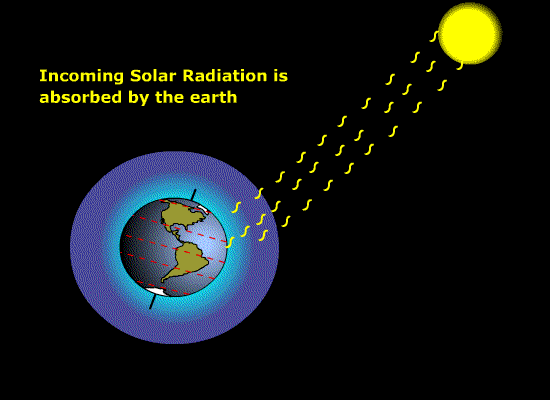 Incoming Solar Radiation is
absorbed by the earth